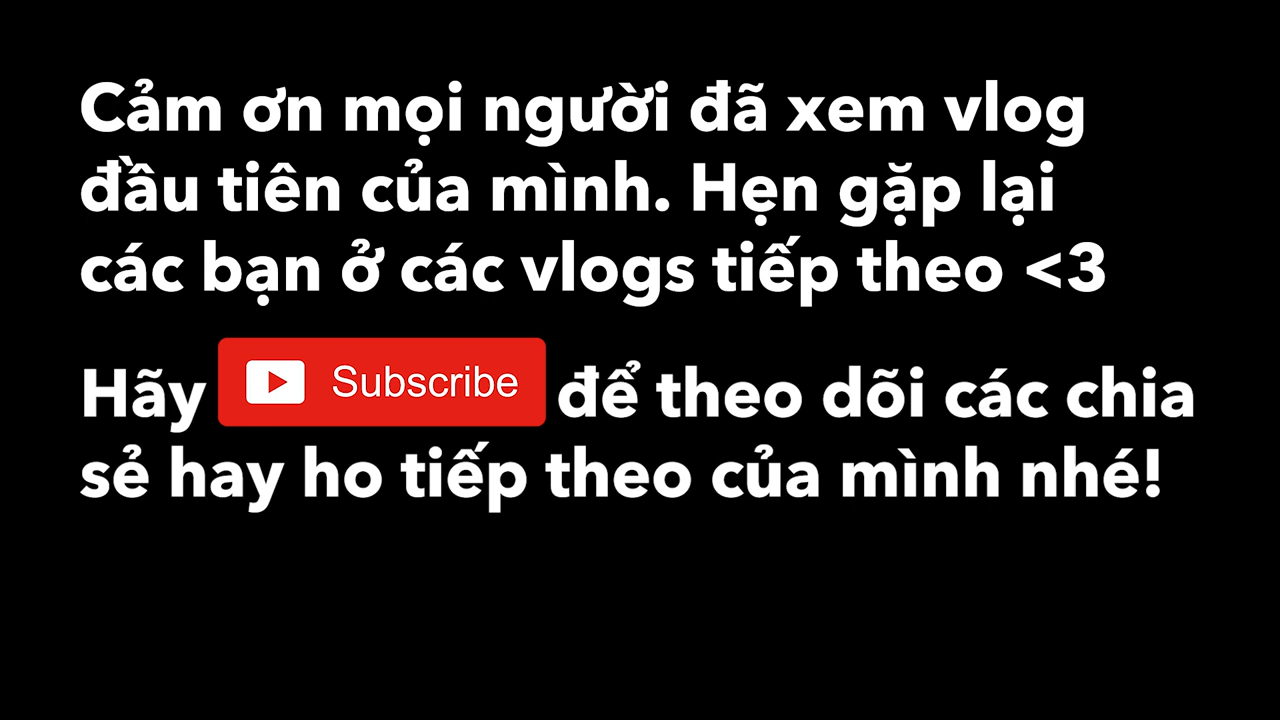 Cảm ơn mọi người đã xem vlog
đầu tiên của mình. Hẹn gặp lại
các bạn ở các vlogs tiếp theo <3
Hãy Subscribe để theo dõi các chia
sẻ hay ho tiếp theo của mình nhé!